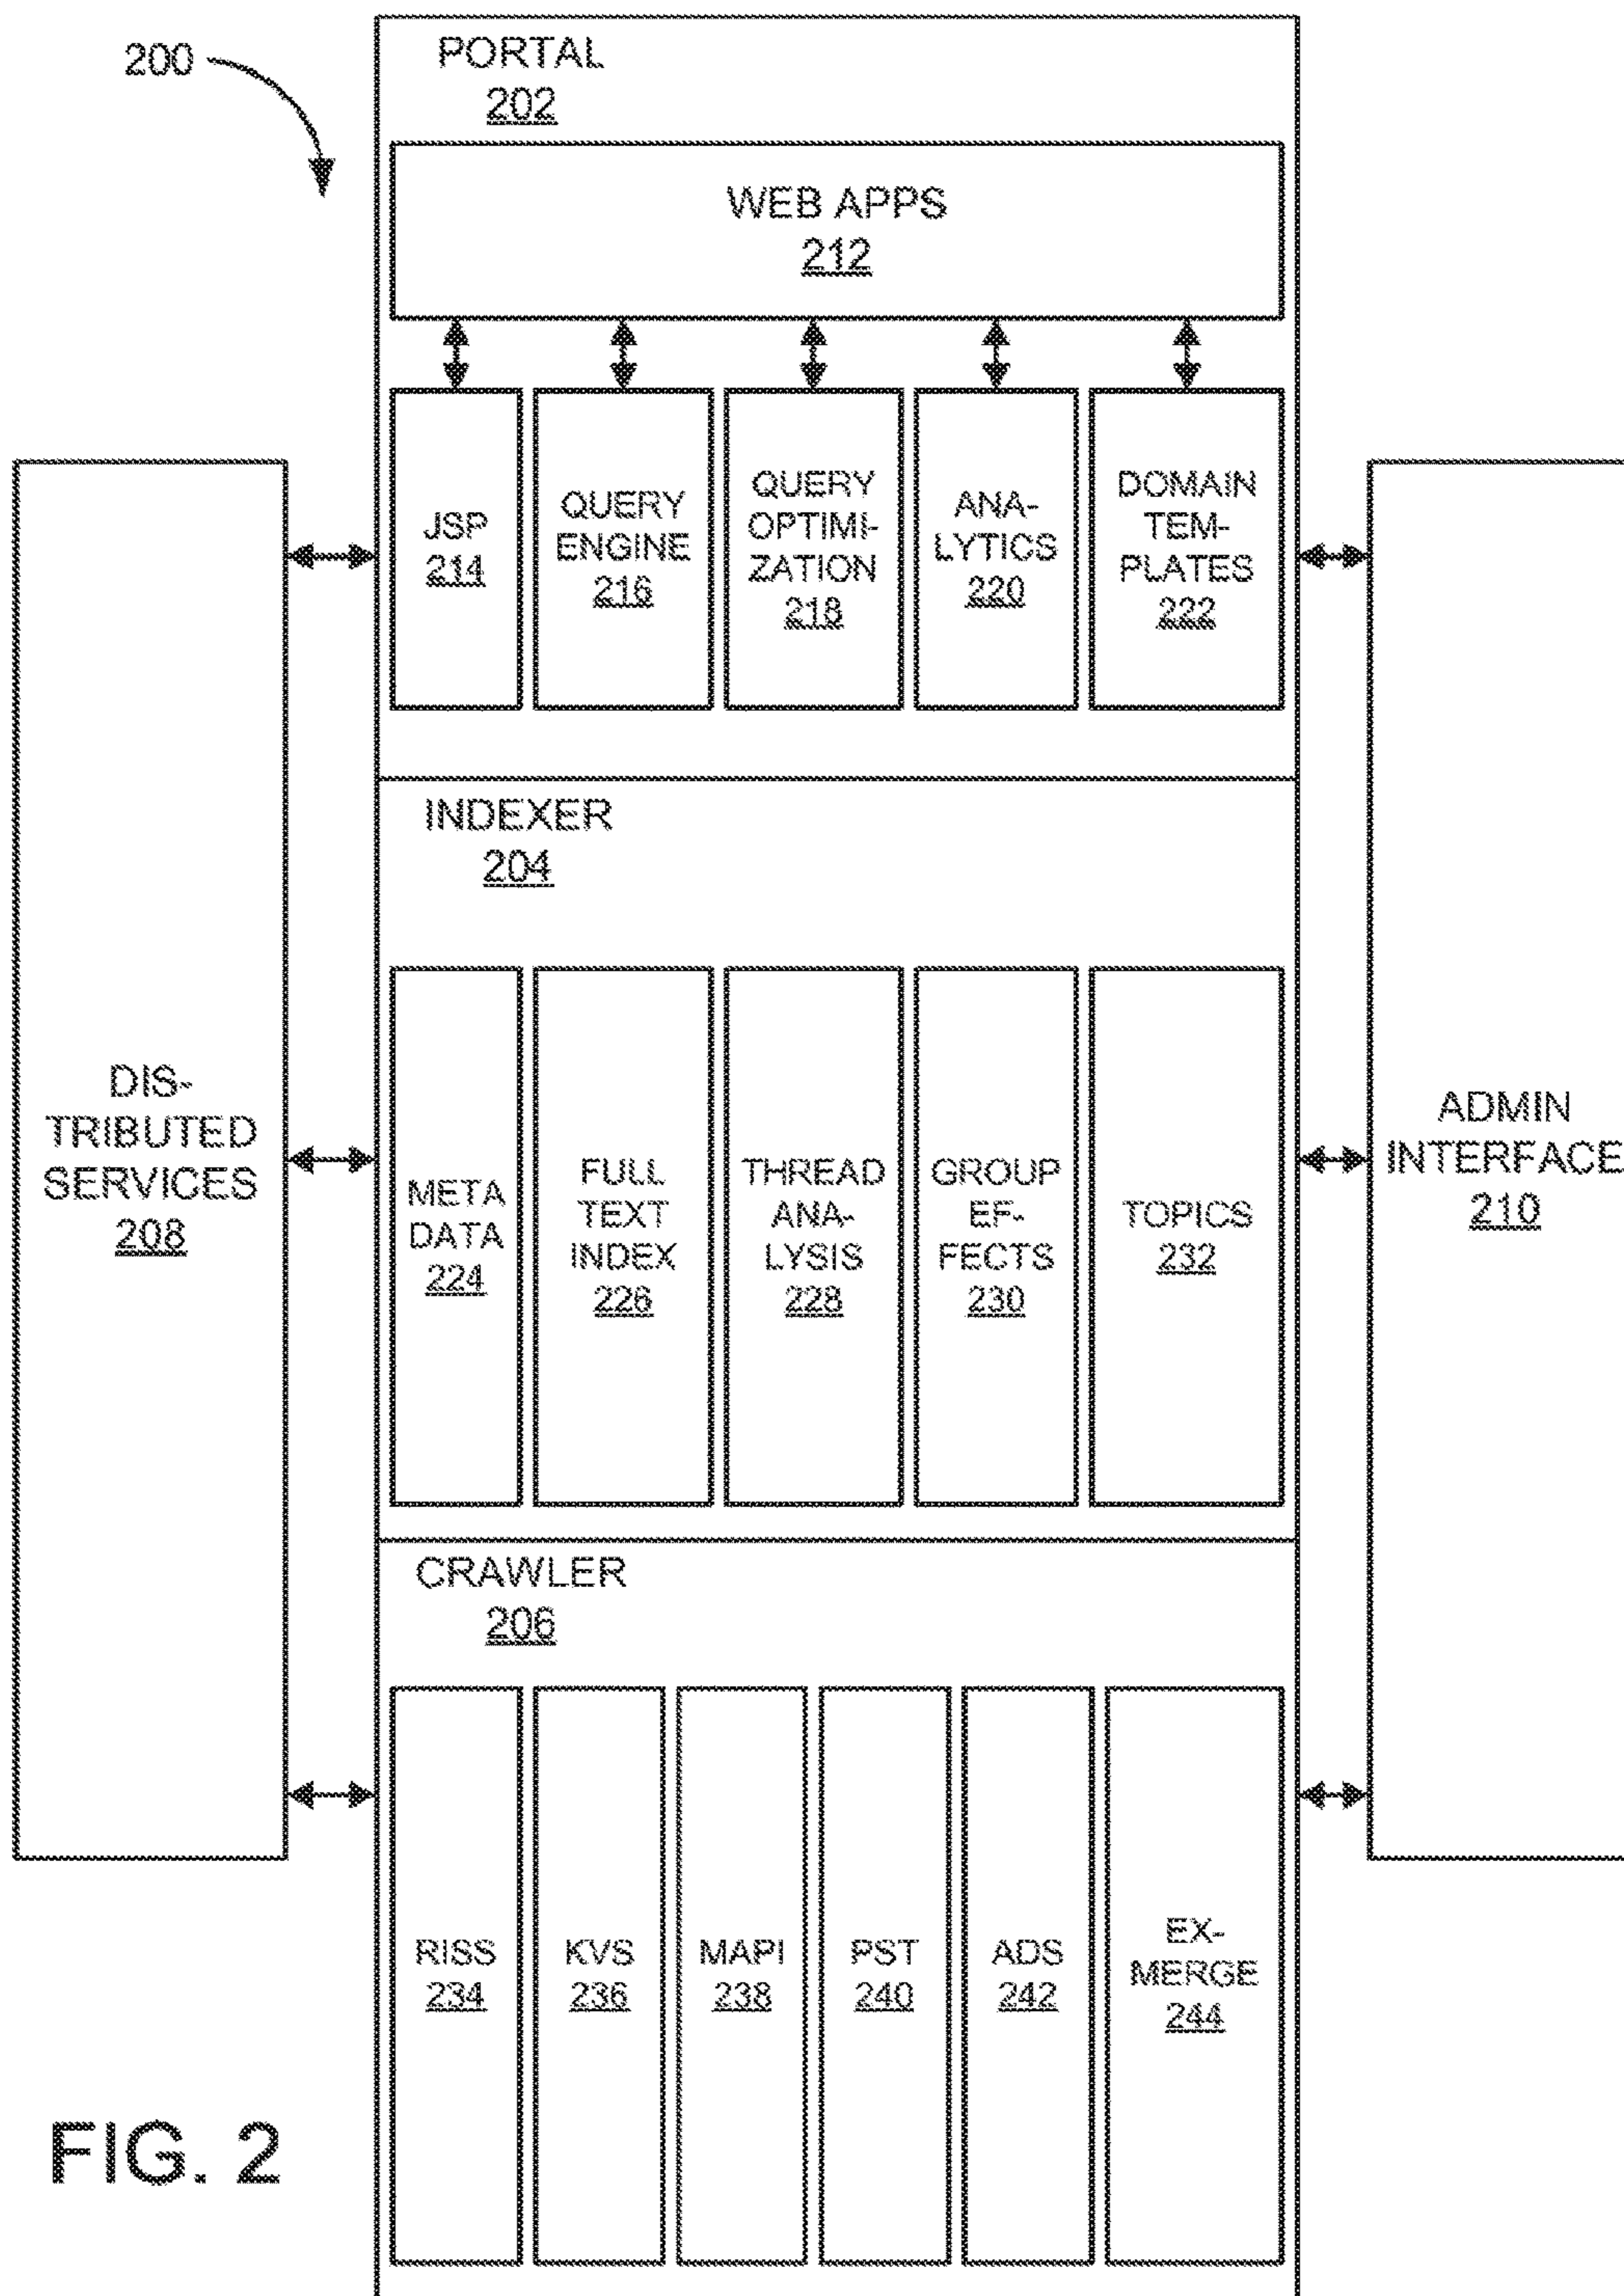 200
PORTAL
202
WEB APPS
212
JSP
214
QUERY
ENGINE
216
QUERY
OPTIMI-
ZATION
218
ANA-
LYTICS
220
DOMAIN
TEM-
PLATES
222
INDEXER
204
DIS-
TRIBUTED
SERVICES
208
META
DATA
224
FULL
TEXT
INDEX
226
THREAD
ANA-
LYSIS
228
GROUP
EF-
FECTS
230
TOPICS
232
ADMIN
INTERFACE
210
CRAWLER
206
RISS
234
KVS
236
MAPI
238
PST
240
ADS
242
EX-
MERGE
244
FIG. 2